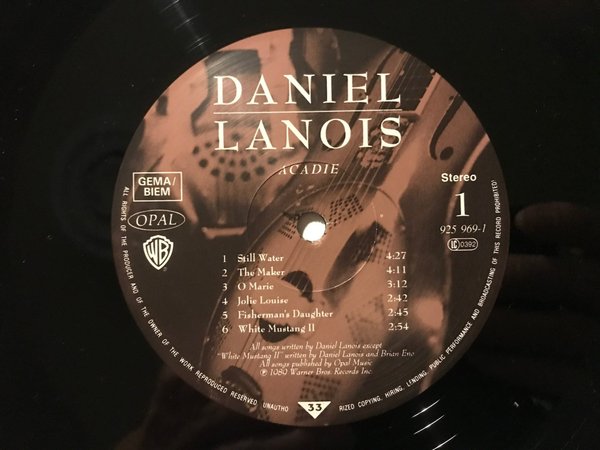 DANIEL
LANOIS
ACADIE
GEMA/
BIEM
OPAL
WB
Stereo
1
925 969-1
LC 0392
1 Still Water 4:27
2 The Maker 4:11
3 O Marie 3:12
4 Jolie Louise 2:42
5 Fisherman's Daughter 2:45
6 White Mustang II 2:54
All songs written by Daniel Lanois except
"White Mustang II" written by Daniel Lanois and Brian Eno
All songs published by Opal Music
℗ 1989 Warner Bros. Records Inc
ALL RIGHTS OF THE PRODUCER AND OF THE OWNER OF THE WORK REPRODUCED RESERVED UNAUTHO
33
RIZED COPYING, HIRING, LENDING, PUBLIC PERFORMANCE AND BROADCASTING OF THIS RECORD PROHIBITED!